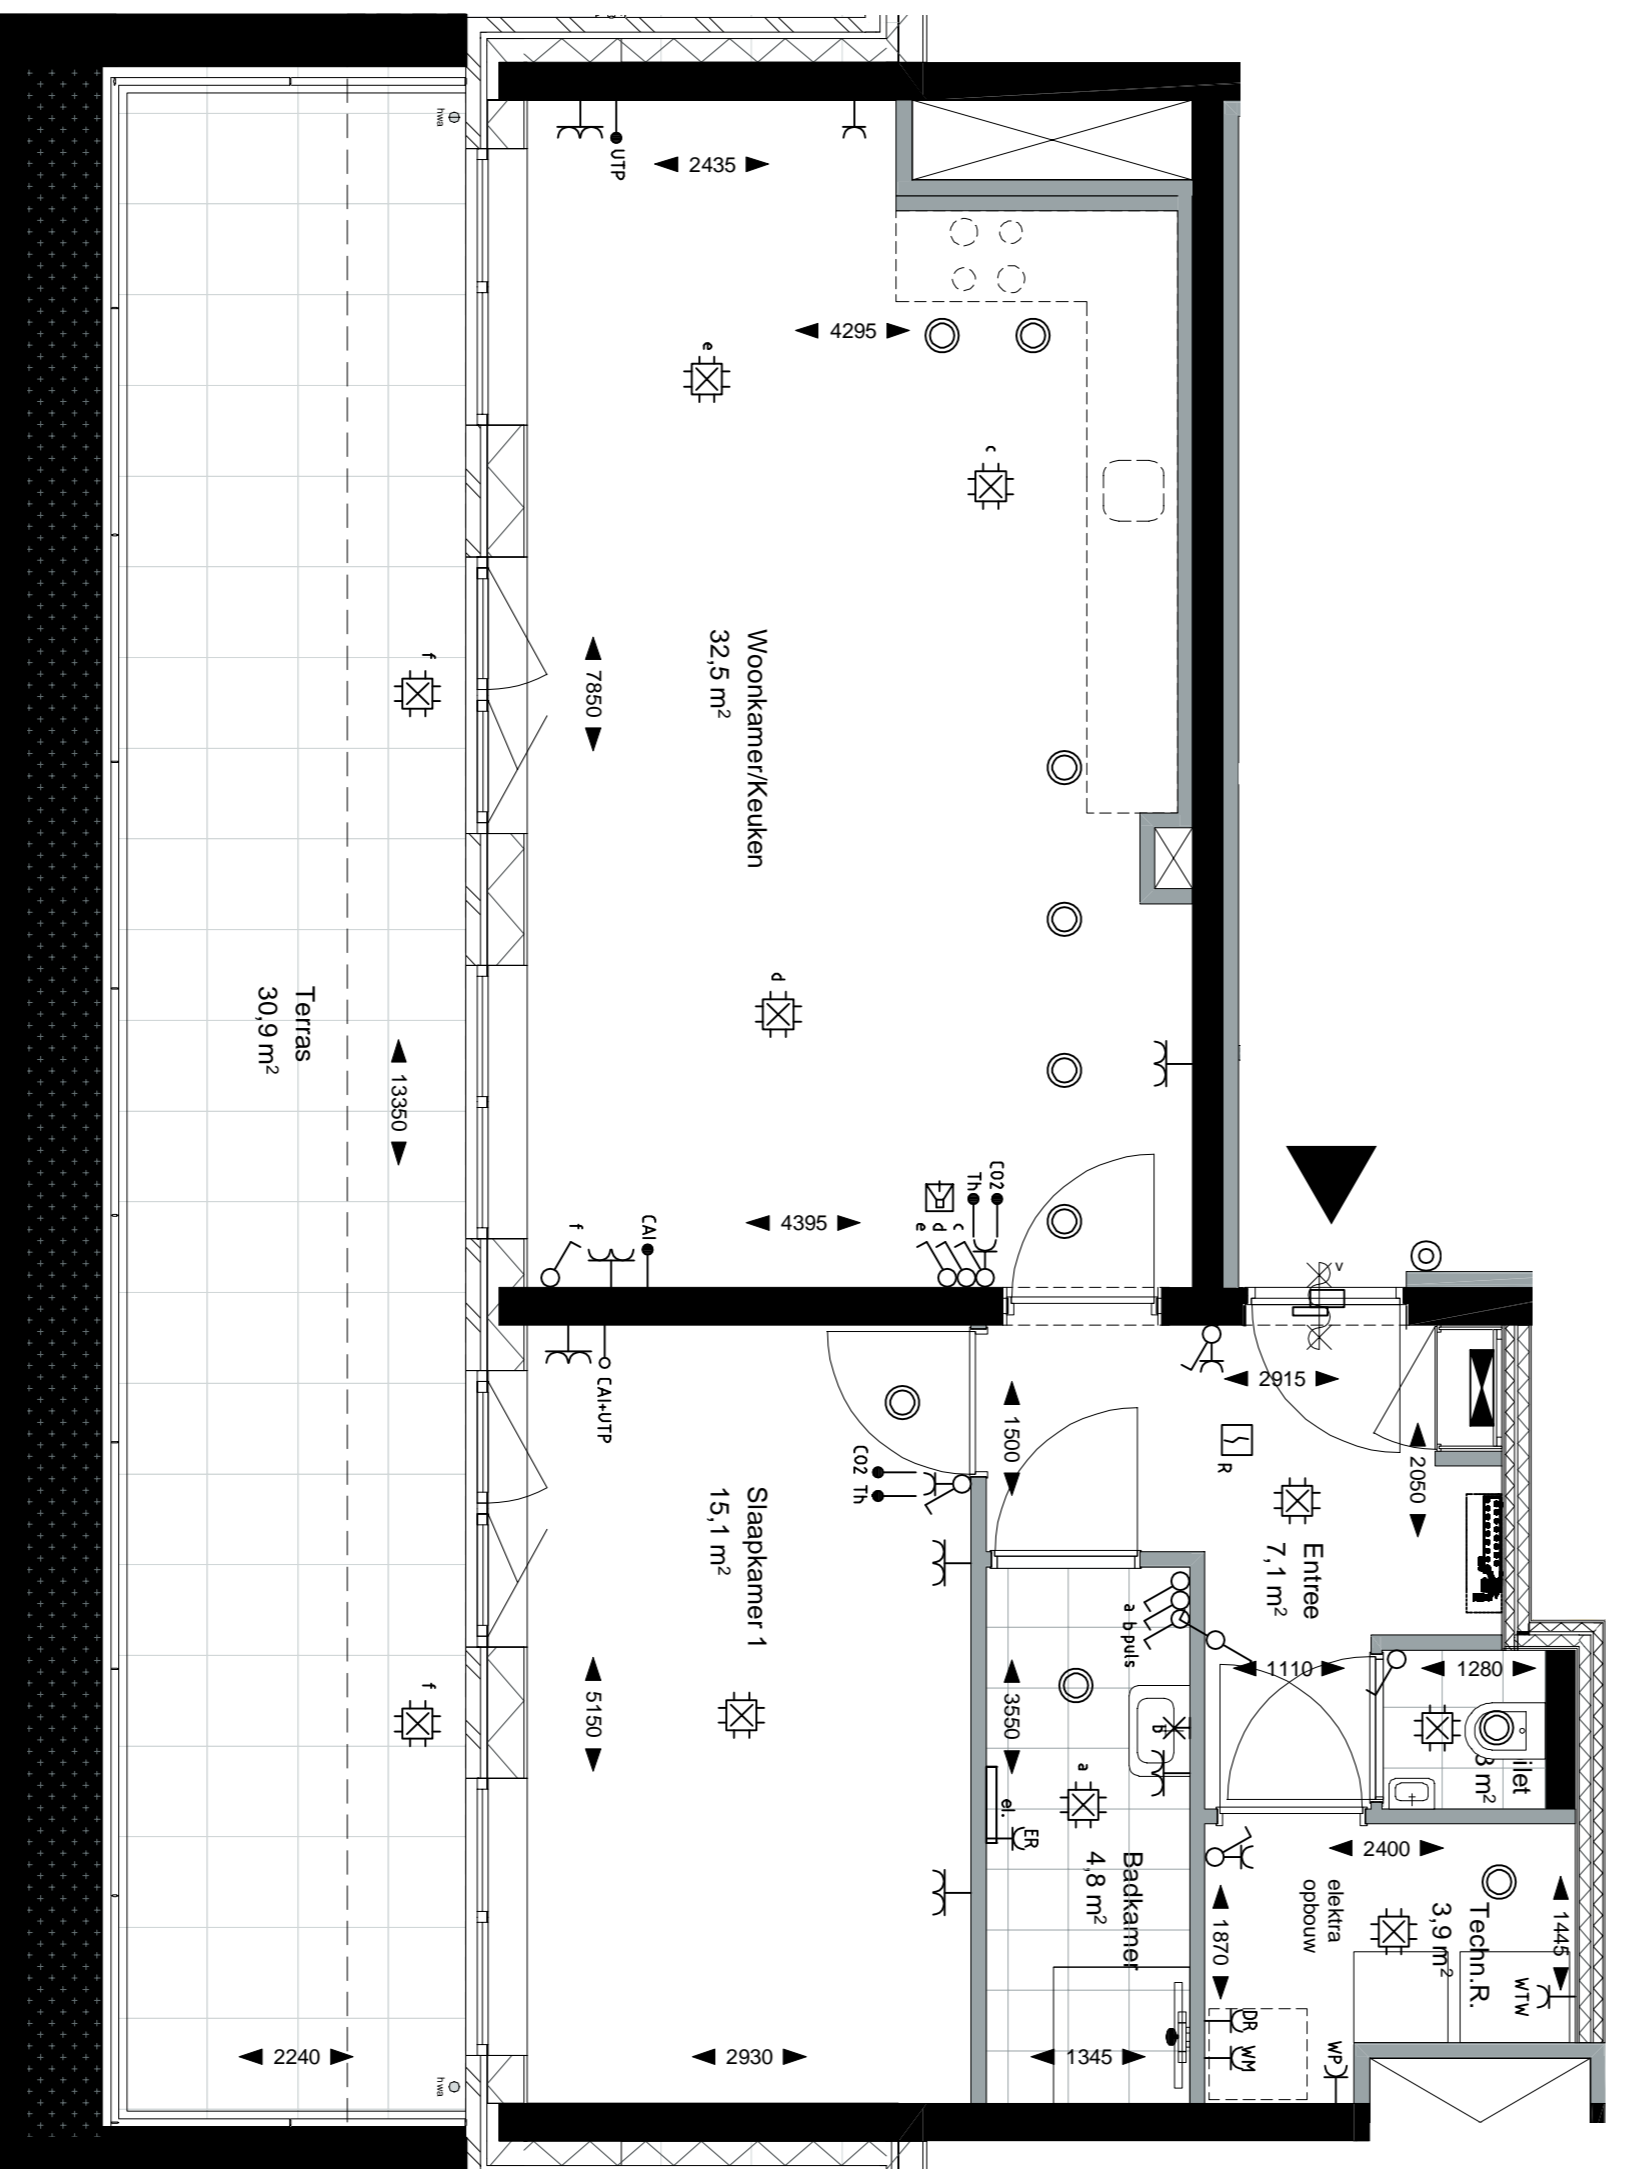 hwa
UTP
2435
4295
e
c
f
7850
Woonkamer/Keuken
32,5 m²
Terras
30,9 m²
13350
d
4395
f
CAI
e
d
c
Th
CO2
v
CAI+UTP
CO2
Th
1500
2915
2050
R
Entree
7,1 m²
Slaapkamer 1
15,1 m²
a
b
puls
1110
1280
f
5150
3550
b
a
el.
ER
Badkamer
4,8 m²
2400
elektra
opbouw
1870
1445
Techn.R.
3,9 m²
WTW
DR
WM
WP
2240
2930
1345
hwa